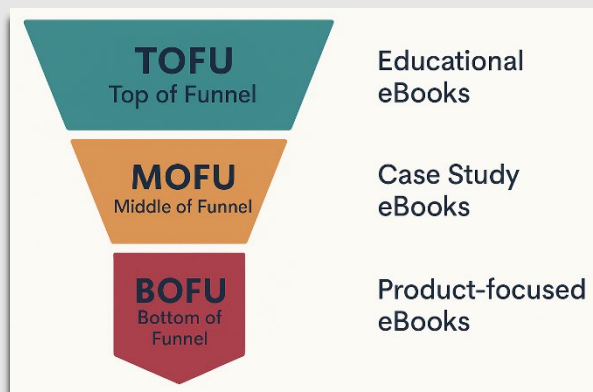 TOFU
Top of Funnel
Educational
eBooks
MOFU
Middle of Funnel
Case Study
eBooks
BOFU
Bottom of
Funnel
Product-focused
eBooks